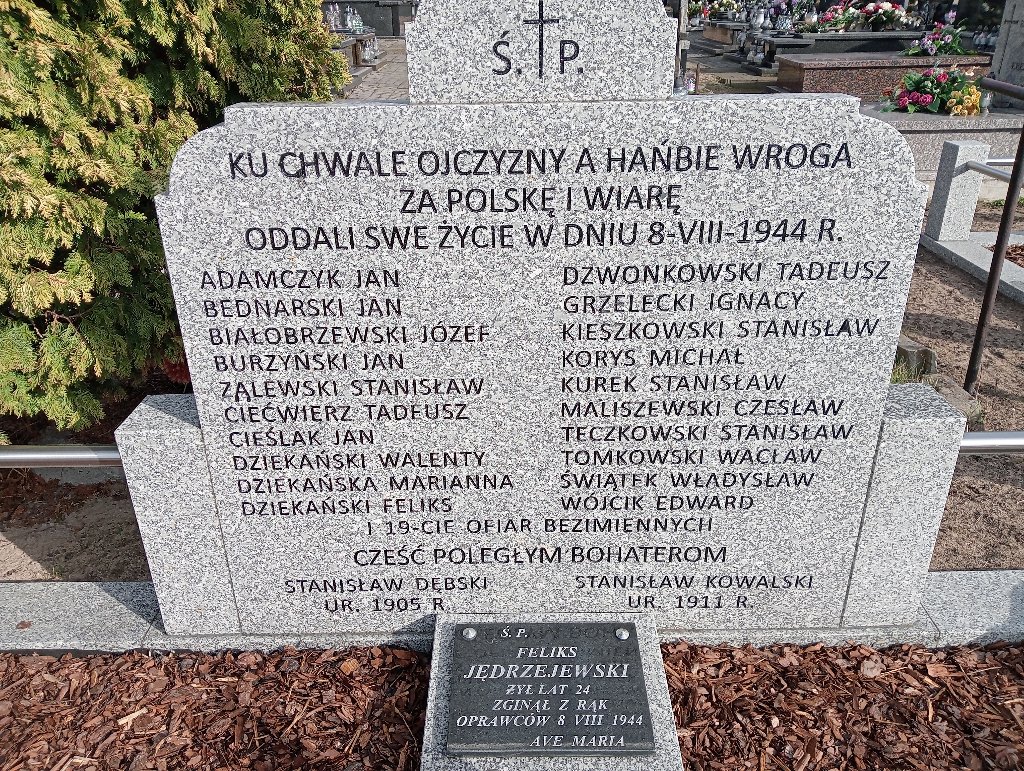 Ś. P.
KU CHWALE OJCZYZNY A HAŃBIE WROGA
ZA POLSKĘ I WIARĘ
ODDALI SWE ŻYCIE W DNIU 8-VIII-1944 R.
ADAMCZYK JAN
BEDNARSKI JAN
BIAŁOBRZEWSKI JÓZEF
BURZYŃSKI JAN
ZALEWSKI STANISŁAW
CIEĆWIERZ TADEUSZ
CIEŚLAK JAN
DZIEKAŃSKI WALENTY
DZIEKAŃSKA MARIANNA
DZIEKAŃSKI FELIKS
DZWONKOWSKI TADEUSZ
GRZELECKI IGNACY
KIESZKOWSKI STANISŁAW
KORYS MICHAŁ
KUREK STANISŁAW
MALISZEWSKI CZESŁAW
TECZKOWSKI STANISŁAW
TOMKOWSKI WACŁAW
ŚWIĄTEK WŁADYSŁAW
WÓJCIK EDWARD
I 19-CIE OFIAR BEZIMIENNYCH
CZEŚĆ POLEGŁYM BOHATEROM
STANISŁAW DĘBSKI
UR. 1905 R.
STANISŁAW KOWALSKI
UR. 1911 R.
Ś. P.
FELIKS
JĘDRZEJEWSKI
ŻYŁ LAT 24
ZGINĄŁ Z RĄK
OPRAWCÓW 8 VIII 1944
AVE MARIA